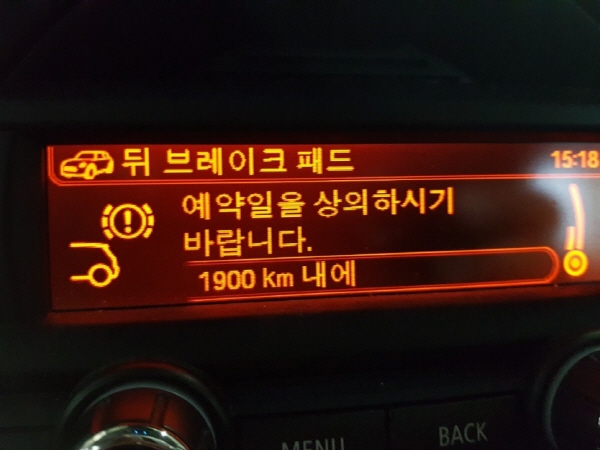 뒤 브레이크 패드 15:18
예약일을 상의하시기
바랍니다.
1900 km 내에
MENU BACK